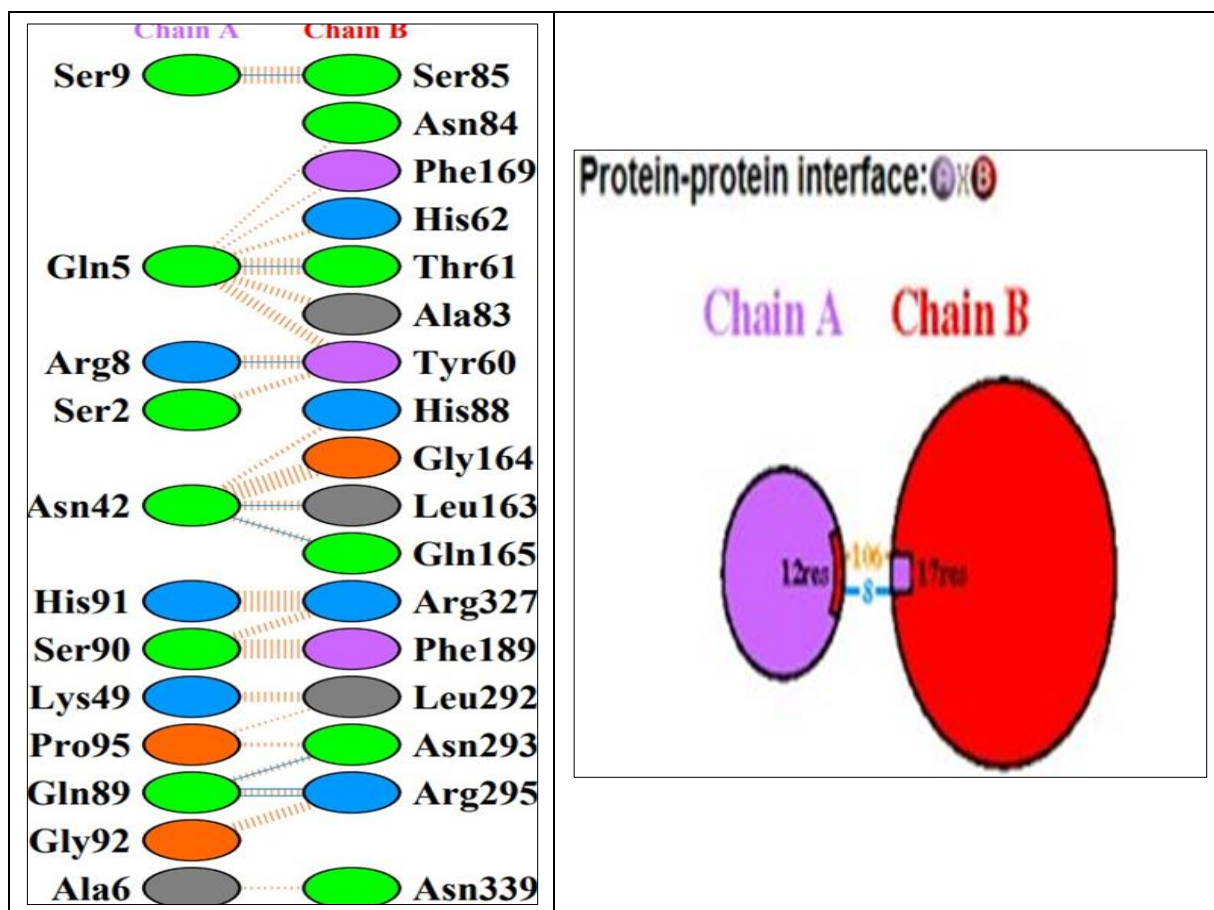 Chain A Chain B
Ser9 Ser85
Asn84
Phe169
His62
Gln5 Thr61
Ala83
Arg8 Tyr60
Ser2 His88
Gly164
Asn42 Leu163
Gln165
His91 Arg327
Ser90 Phe189
Lys49 Leu292
Pro95 Asn293
Gln89 Arg295
Gly92
Ala6 Asn339
Protein-protein interface: A X B
Chain A Chain B
106
12res 17res
8